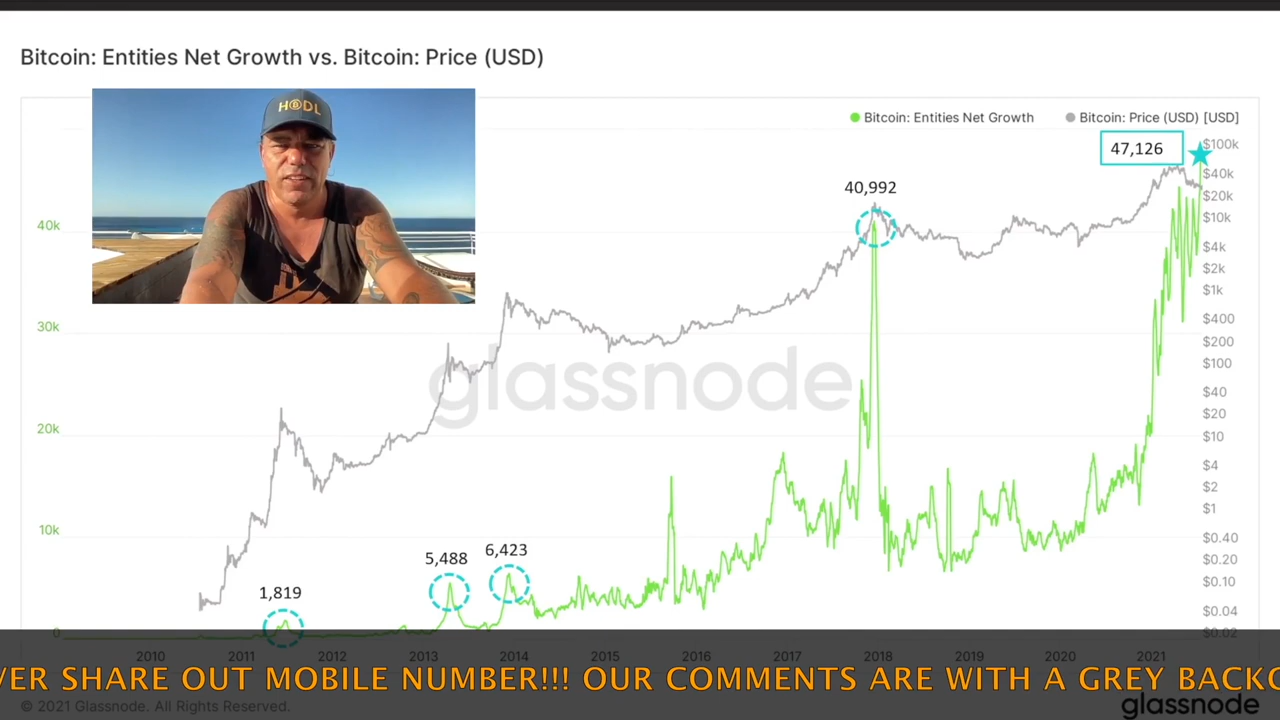 Bitcoin: Entities Net Growth vs. Bitcoin: Price (USD)
HODL
Bitcoin: Entities Net Growth
Bitcoin: Price (USD) [USD]
47,126
$100k
40,992
$40k
$20k
40k
$10k
$4k
$2k
$1k
30k
$400
$200
glassnode
$100
$40
20k
$20
$10
$4
$2
$1
10k
$0.40
6,423
5,488
$0.20
1,819
$0.10
$0.04
0
$0.02
2010 2011 2012 2013 2014 2015 2016 2017 2018 2019 2020 2021
VER SHARE OUT MOBILE NUMBER!!! OUR COMMENTS ARE WITH A GREY BACKG
© 2021 Glassnode. All Rights Reserved.
glassnode